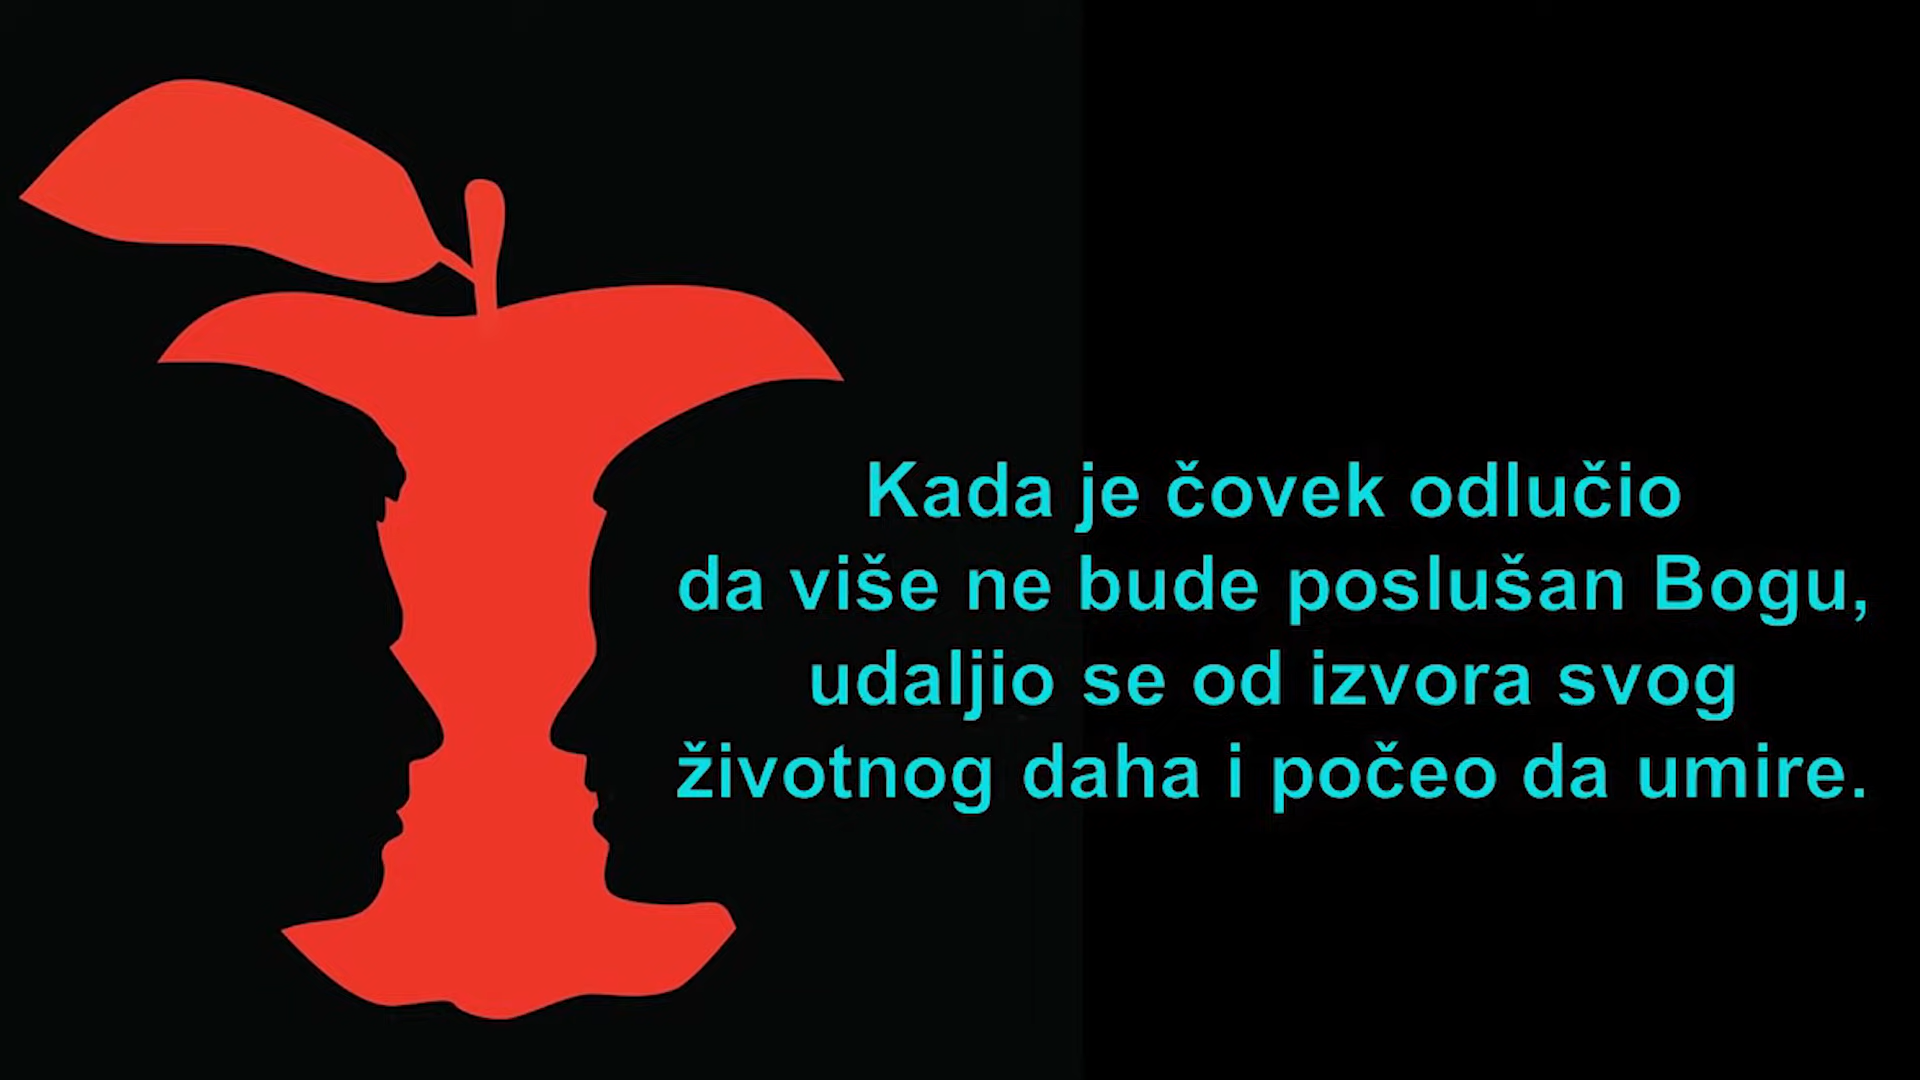 Kada je čovek odlučio
da više ne bude poslušan Bogu,
udaljio se od izvora svog
životnog daha i počeo da umire.